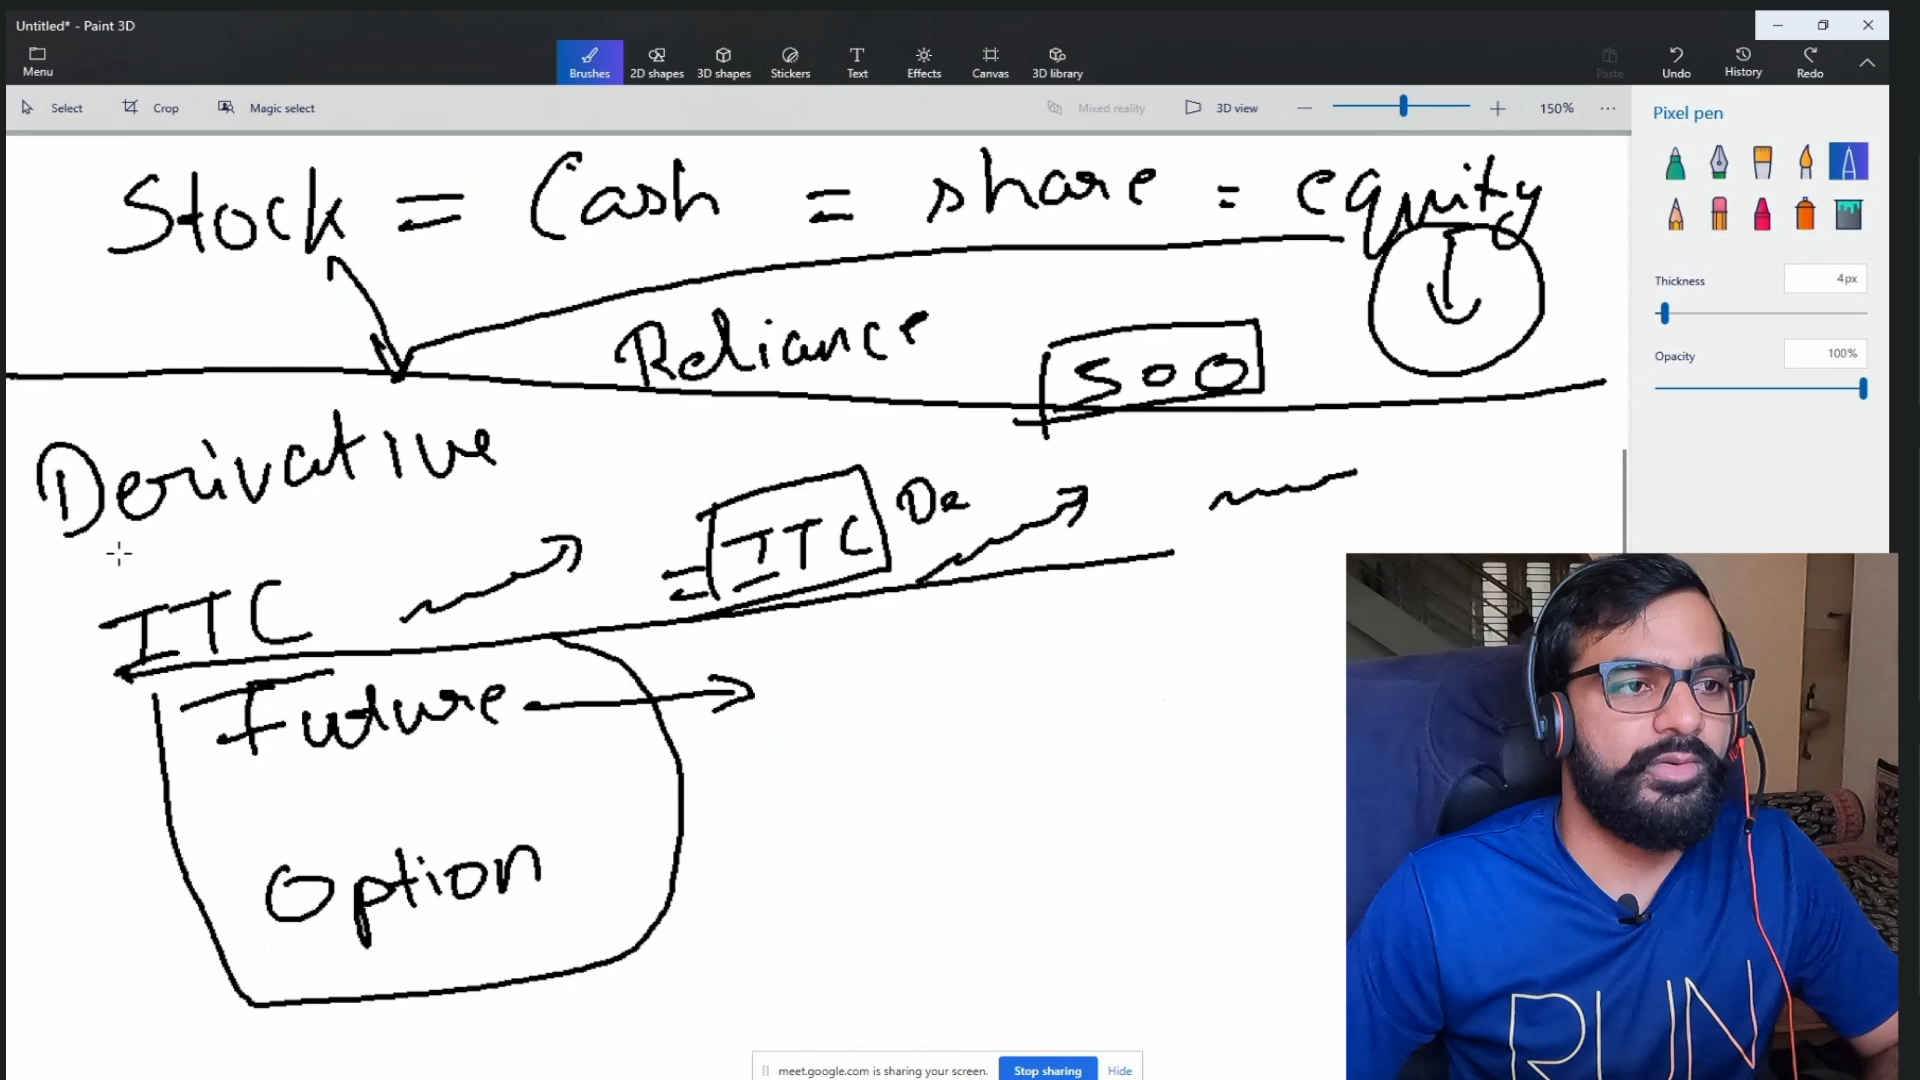 Untitled* - Paint 3D
Menu
Brushes
2D shapes
3D shapes
Stickers
Text
Effects
Canvas
3D library
Paste
Undo
History
Redo
Select
Crop
Magic select
Mixed reality
3D view
150%
Pixel pen
Thickness
4px
Opacity
100%
Stock = Cash = share = equity
Reliance
500
Derivative
ITC
= ITC De
Future
Option
RUN
meet.google.com is sharing your screen.
Stop sharing
Hide